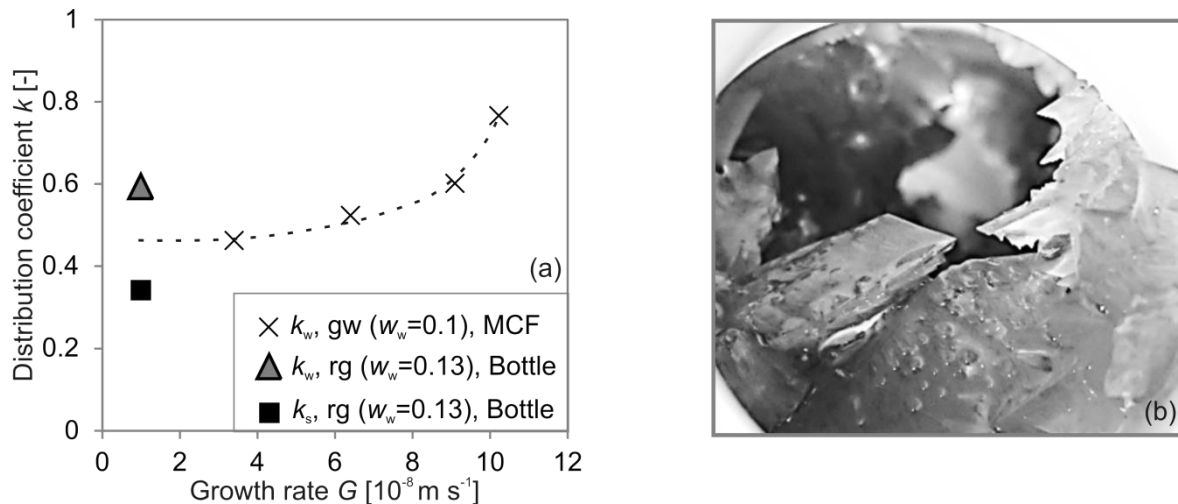 Distribution coefficient k [-]
1
0.8
0.6
0.4
0.2
0
0 2 4 6 8 10 12
Growth rate G [10⁻⁸ m s⁻¹]
(a)
k_w, gw (w_w=0.1), MCF
k_w, rg (w_w=0.13), Bottle
k_s, rg (w_w=0.13), Bottle
(b)